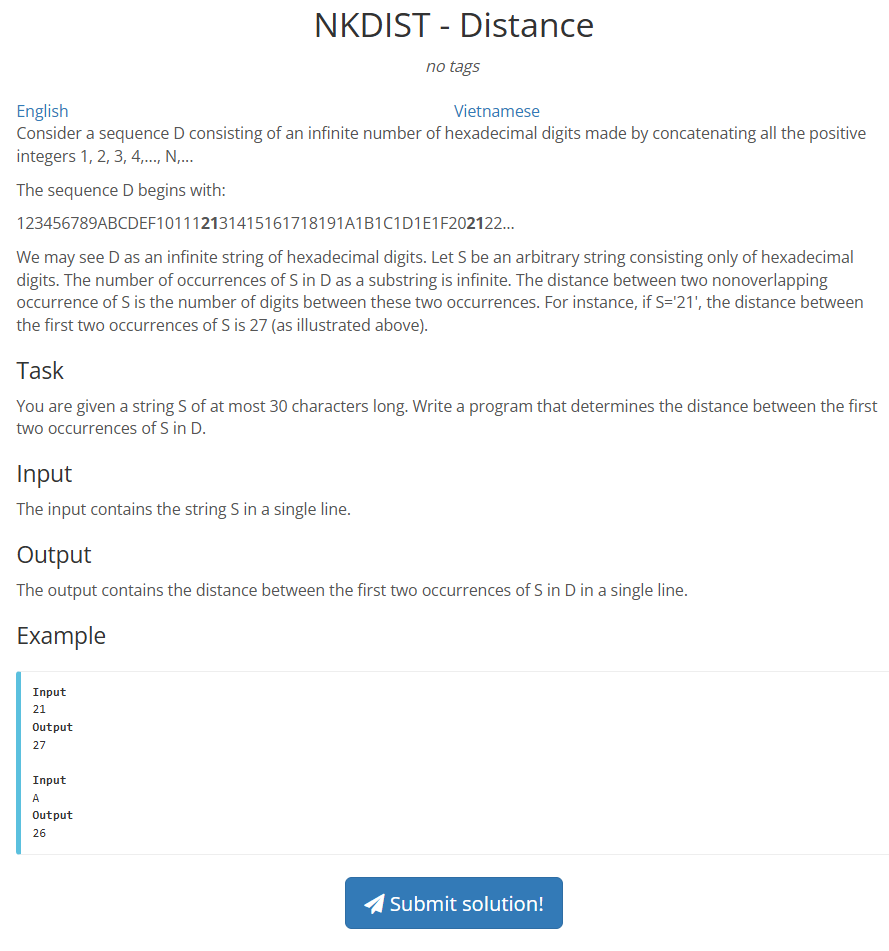 NKDIST - Distance
no tags
English
Vietnamese
Consider a sequence D consisting of an infinite number of hexadecimal digits made by concatenating all the positive
integers 1, 2, 3, 4,..., N,...
The sequence D begins with:
123456789ABCDEF101112131415161718191A1B1C1D1E1F202122...
We may see D as an infinite string of hexadecimal digits. Let S be an arbitrary string consisting only of hexadecimal
digits. The number of occurrences of S in D as a substring is infinite. The distance between two nonoverlapping
occurrence of S is the number of digits between these two occurrences. For instance, if S='21', the distance between
the first two occurrences of S is 27 (as illustrated above).
Task
You are given a string S of at most 30 characters long. Write a program that determines the distance between the first
two occurrences of S in D.
Input
The input contains the string S in a single line.
Output
The output contains the distance between the first two occurrences of S in D in a single line.
Example
Input
21
Output
27
Input
A
Output
26
Submit solution!